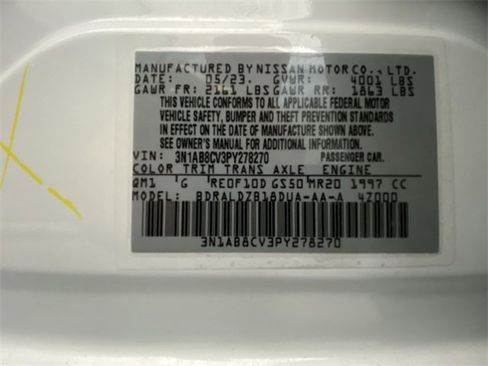 MANUFACTURED BY NISSAN MOTOR CO., LTD.
DATE: 05/23. GVWR: 4001 LBS
GAWR FR: 2161 LBS GAWR RR: 1863 LBS
THIS VEHICLE CONFORMS TO ALL APPLICABLE FEDERAL MOTOR
VEHICLE SAFETY, BUMPER AND THEFT PREVENTION STANDARDS
IN EFFECT ON THE DATE OF MANUFACTURE SHOWN ABOVE.
SEE OWNER'S MANUAL FOR ADDITIONAL INFORMATION.
VIN: 3N1AB8CV3PY278270 PASSENGER CAR.
COLOR TRIM TRANS AXLE ENGINE
QM1 G RE0F10D GS50 MR20 1997 CC
MODEL: BDRALDZB18DUA-AA-A 4Z000
3N1AB8CV3PY278270